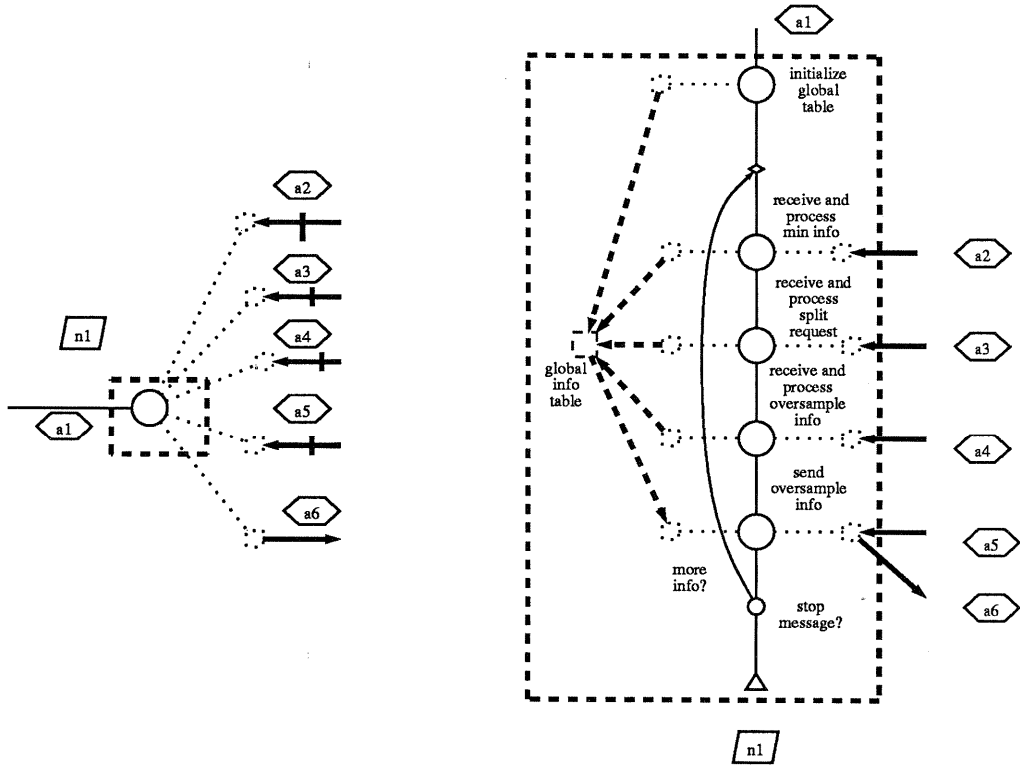 a2
a3
a4
n1
a5
a1
a6
a1
initialize
global
table
receive and
process
min info
a2
receive and
process
split
request
a3
global
info
table
receive and
process
oversample
info
a4
send
oversample
info
a5
more
info?
stop
message?
a6
n1